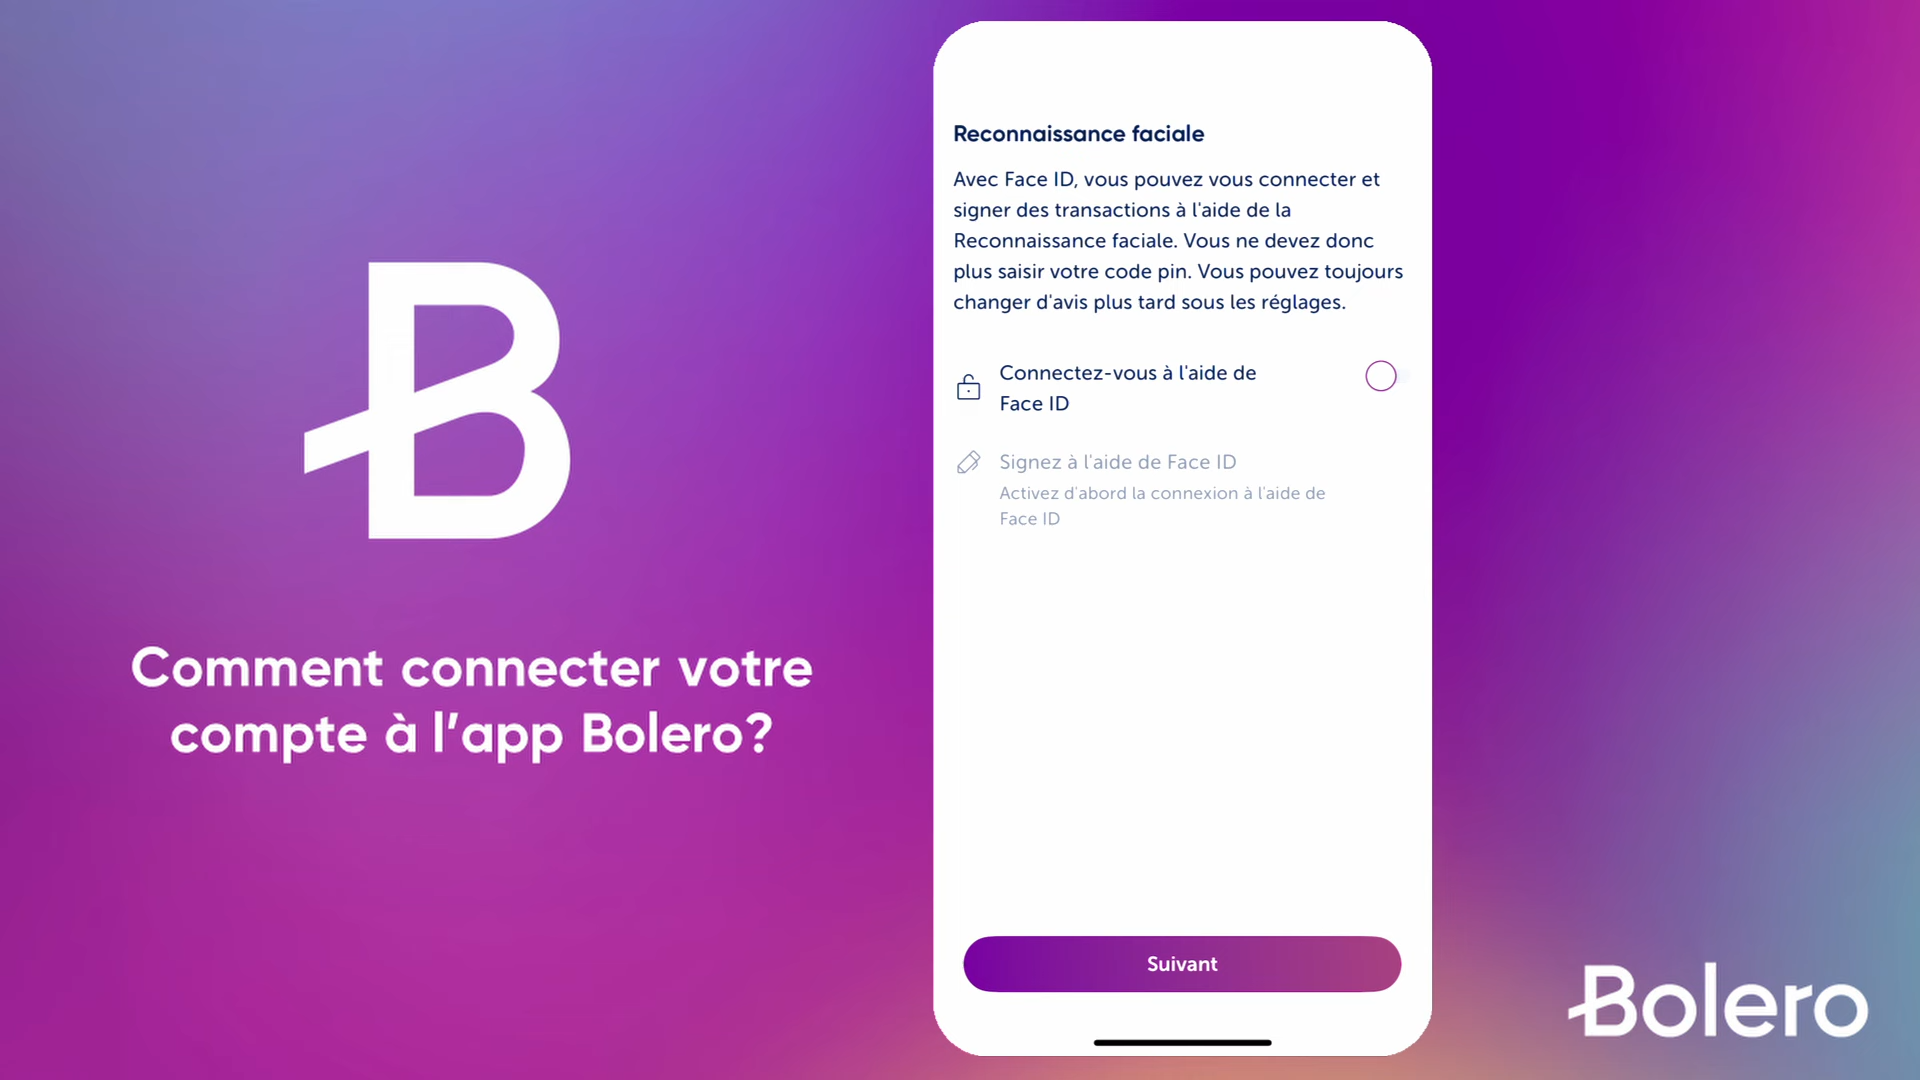 Comment connecter votre
compte à l’app Bolero?
Reconnaissance faciale
Avec Face ID, vous pouvez vous connecter et
signer des transactions à l'aide de la
Reconnaissance faciale. Vous ne devez donc
plus saisir votre code pin. Vous pouvez toujours
changer d'avis plus tard sous les réglages.
Connectez-vous à l'aide de
Face ID
Signez à l'aide de Face ID
Activez d'abord la connexion à l'aide de
Face ID
Suivant
Bolero